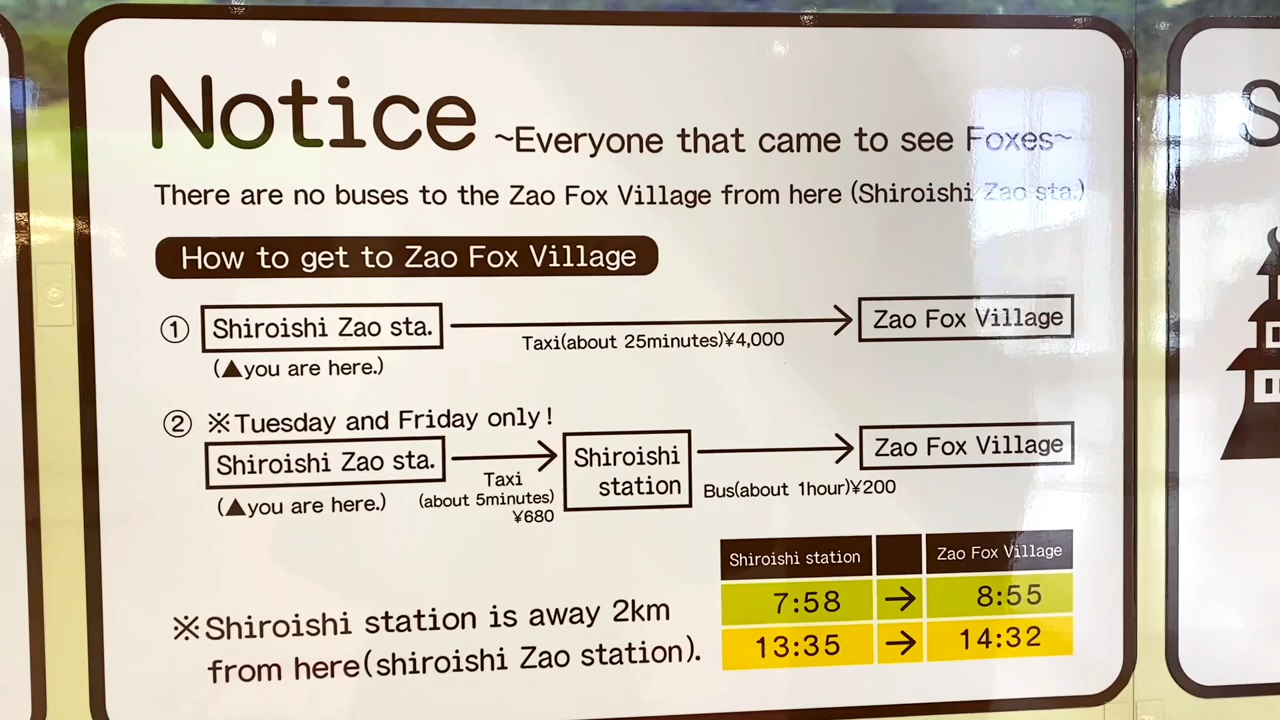 Notice ~Everyone that came to see Foxes~
There are no buses to the Zao Fox Village from here (Shiroishi Zao sta.)
How to get to Zao Fox Village
① Shiroishi Zao sta. Taxi(about 25minutes)¥4,000 Zao Fox Village
(▲you are here.)
② ※Tuesday and Friday only!
Shiroishi Zao sta. Taxi (about 5minutes) ¥680 Shiroishi station Bus(about 1hour)¥200 Zao Fox Village
(▲you are here.)
Shiroishi station Zao Fox Village
7:58 → 8:55
13:35 → 14:32
※Shiroishi station is away 2km
from here(shiroishi Zao station).
S